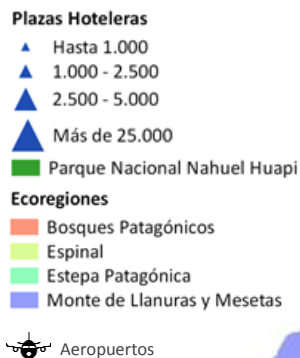 Plazas Hoteleras
Hasta 1.000
1.000 - 2.500
2.500 - 5.000
Más de 25.000
Parque Nacional Nahuel Huapi
Ecoregiones
Bosques Patagónicos
Espinal
Estepa Patagónica
Monte de Llanuras y Mesetas
Aeropuertos